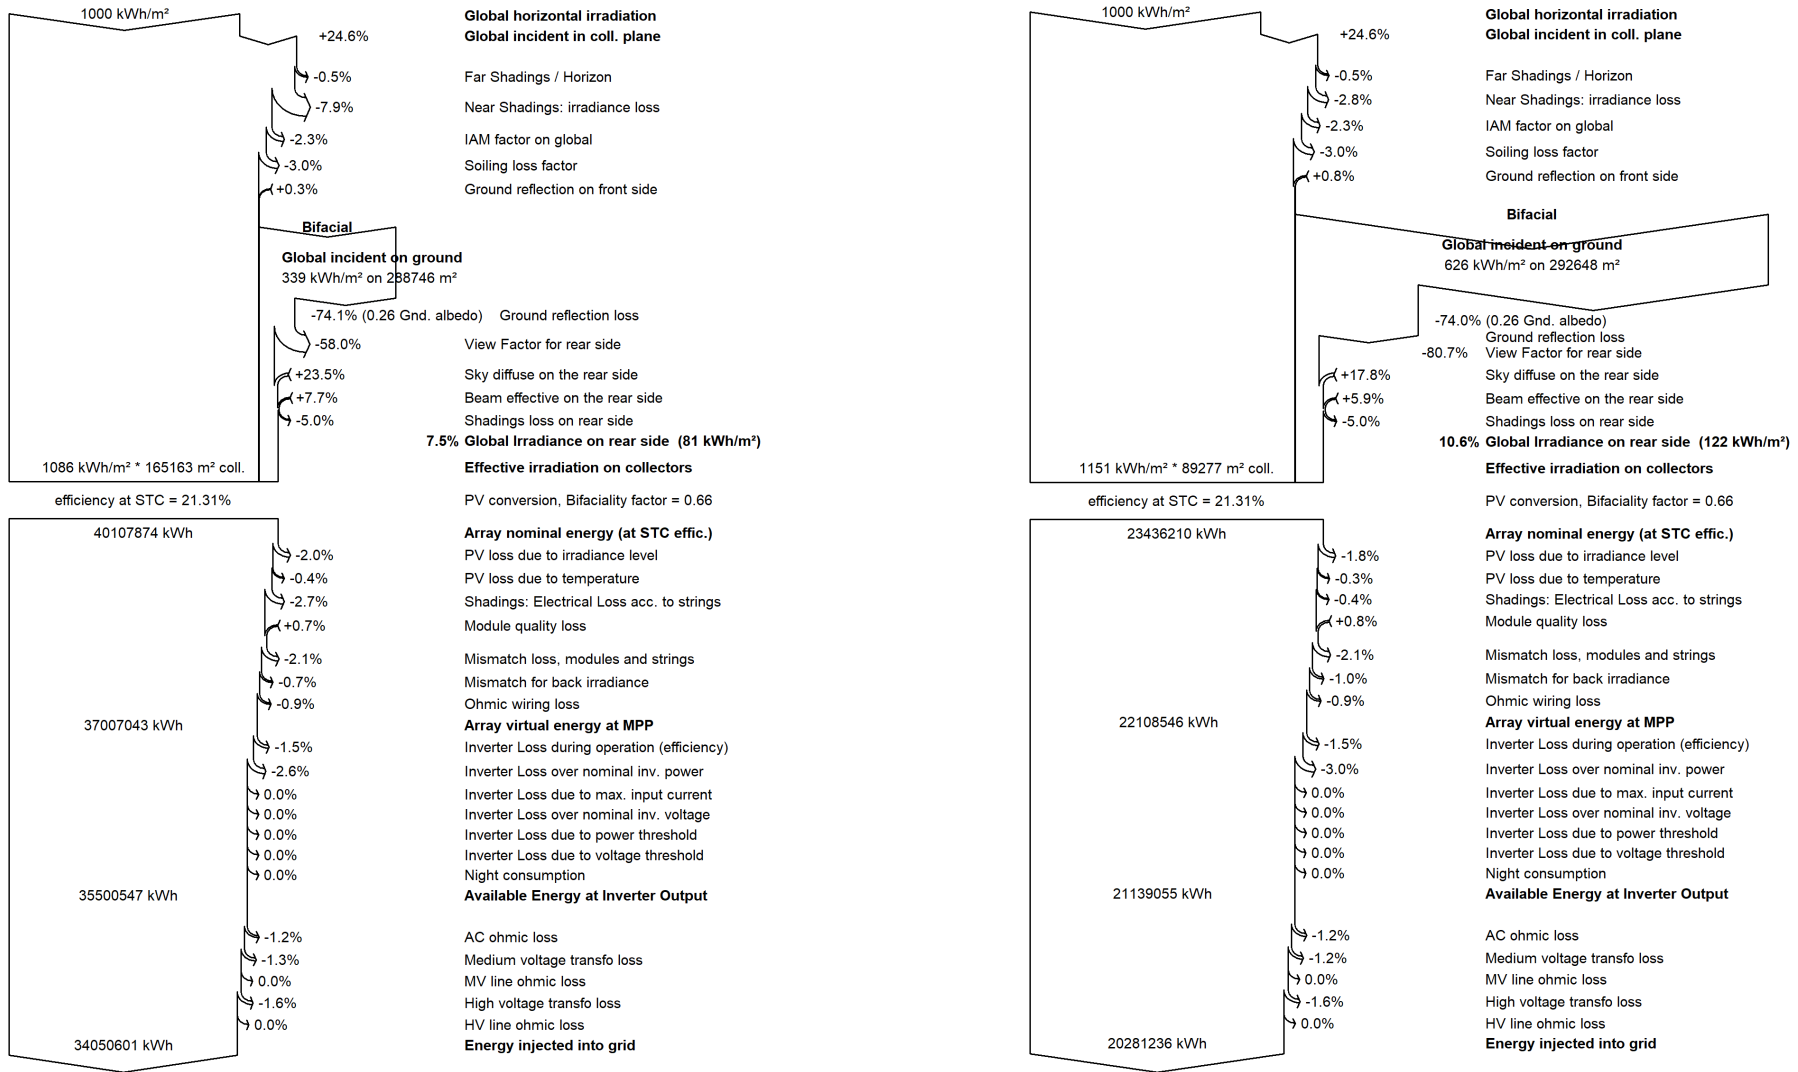 1000 kWh/m²
Global horizontal irradiation
+24.6%
Global incident in coll. plane
-0.5%
Far Shadings / Horizon
-7.9%
Near Shadings: irradiance loss
-2.3%
IAM factor on global
-3.0%
Soiling loss factor
+0.3%
Ground reflection on front side
Bifacial
Global incident on ground
339 kWh/m² on 288746 m²
-74.1% (0.26 Gnd. albedo)
Ground reflection loss
-58.0%
View Factor for rear side
+23.5%
Sky diffuse on the rear side
+7.7%
Beam effective on the rear side
-5.0%
Shadings loss on rear side
7.5% Global Irradiance on rear side (81 kWh/m²)
1086 kWh/m² * 165163 m² coll.
Effective irradiation on collectors
efficiency at STC = 21.31%
PV conversion, Bifaciality factor = 0.66
40107874 kWh
Array nominal energy (at STC effic.)
-2.0%
PV loss due to irradiance level
-0.4%
PV loss due to temperature
-2.7%
Shadings: Electrical Loss acc. to strings
+0.7%
Module quality loss
-2.1%
Mismatch loss, modules and strings
-0.7%
Mismatch for back irradiance
-0.9%
Ohmic wiring loss
37007043 kWh
Array virtual energy at MPP
-1.5%
Inverter Loss during operation (efficiency)
-2.6%
Inverter Loss over nominal inv. power
0.0%
Inverter Loss due to max. input current
0.0%
Inverter Loss over nominal inv. voltage
0.0%
Inverter Loss due to power threshold
0.0%
Inverter Loss due to voltage threshold
0.0%
Night consumption
35500547 kWh
Available Energy at Inverter Output
-1.2%
AC ohmic loss
-1.3%
Medium voltage transfo loss
0.0%
MV line ohmic loss
-1.6%
High voltage transfo loss
0.0%
HV line ohmic loss
34050601 kWh
Energy injected into grid
1000 kWh/m²
Global horizontal irradiation
+24.6%
Global incident in coll. plane
-0.5%
Far Shadings / Horizon
-2.8%
Near Shadings: irradiance loss
-2.3%
IAM factor on global
-3.0%
Soiling loss factor
+0.8%
Ground reflection on front side
Bifacial
Global incident on ground
626 kWh/m² on 292648 m²
-74.0% (0.26 Gnd. albedo)
Ground reflection loss
-80.7%
View Factor for rear side
+17.8%
Sky diffuse on the rear side
+5.9%
Beam effective on the rear side
-5.0%
Shadings loss on rear side
10.6% Global Irradiance on rear side (122 kWh/m²)
1151 kWh/m² * 89277 m² coll.
Effective irradiation on collectors
efficiency at STC = 21.31%
PV conversion, Bifaciality factor = 0.66
23436210 kWh
Array nominal energy (at STC effic.)
-1.8%
PV loss due to irradiance level
-0.3%
PV loss due to temperature
-0.4%
Shadings: Electrical Loss acc. to strings
+0.8%
Module quality loss
-2.1%
Mismatch loss, modules and strings
-1.0%
Mismatch for back irradiance
-0.9%
Ohmic wiring loss
22108546 kWh
Array virtual energy at MPP
-1.5%
Inverter Loss during operation (efficiency)
-3.0%
Inverter Loss over nominal inv. power
0.0%
Inverter Loss due to max. input current
0.0%
Inverter Loss over nominal inv. voltage
0.0%
Inverter Loss due to power threshold
0.0%
Inverter Loss due to voltage threshold
0.0%
Night consumption
21139055 kWh
Available Energy at Inverter Output
-1.2%
AC ohmic loss
-1.2%
Medium voltage transfo loss
0.0%
MV line ohmic loss
-1.6%
High voltage transfo loss
0.0%
HV line ohmic loss
20281236 kWh
Energy injected into grid